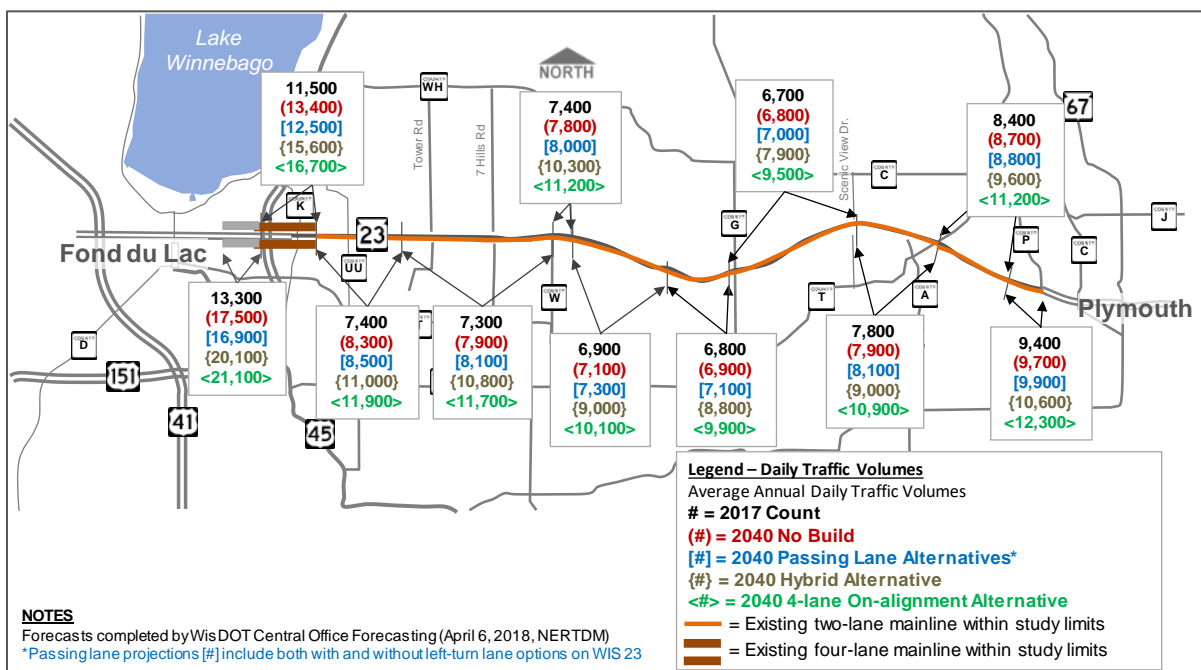 Lake
Winnebago
NORTH
11,500
(13,400)
[12,500]
{15,600}
<16,700>
COUNTY
WH
Tower Rd
7 Hills Rd
7,400
(7,800)
[8,000]
{10,300}
<11,200>
6,700
(6,800)
[7,000]
{7,900}
<9,500>
Scenic View Dr.
COUNTY
C
8,400
(8,700)
[8,800]
{9,600}
<11,200>
67
COUNTY
K
23
COUNTY
UU
COUNTY
W
COUNTY
G
COUNTY
T
COUNTY
A
COUNTY
P
COUNTY
C
COUNTY
J
Fond du Lac
Plymouth
COUNTY
D
151
41
45
13,300
(17,500)
[16,900]
{20,100}
<21,100>
7,400
(8,300)
[8,500]
{11,000}
<11,900>
7,300
(7,900)
[8,100]
{10,800}
<11,700>
6,900
(7,100)
[7,300]
{9,000}
<10,100>
6,800
(6,900)
[7,100]
{8,800}
<9,900>
7,800
(7,900)
[8,100]
{9,000}
<10,900>
9,400
(9,700)
[9,900]
{10,600}
<12,300>
Legend – Daily Traffic Volumes
Average Annual Daily Traffic Volumes
# = 2017 Count
(#) = 2040 No Build
[#] = 2040 Passing Lane Alternatives*
{#} = 2040 Hybrid Alternative
<#> = 2040 4-lane On-alignment Alternative
= Existing two-lane mainline within study limits
= Existing four-lane mainline within study limits
NOTES
Forecasts completed by WisDOT Central Office Forecasting (April 6, 2018, NERTDM)
*Passing lane projections [#] include both with and without left-turn lane options on WIS 23